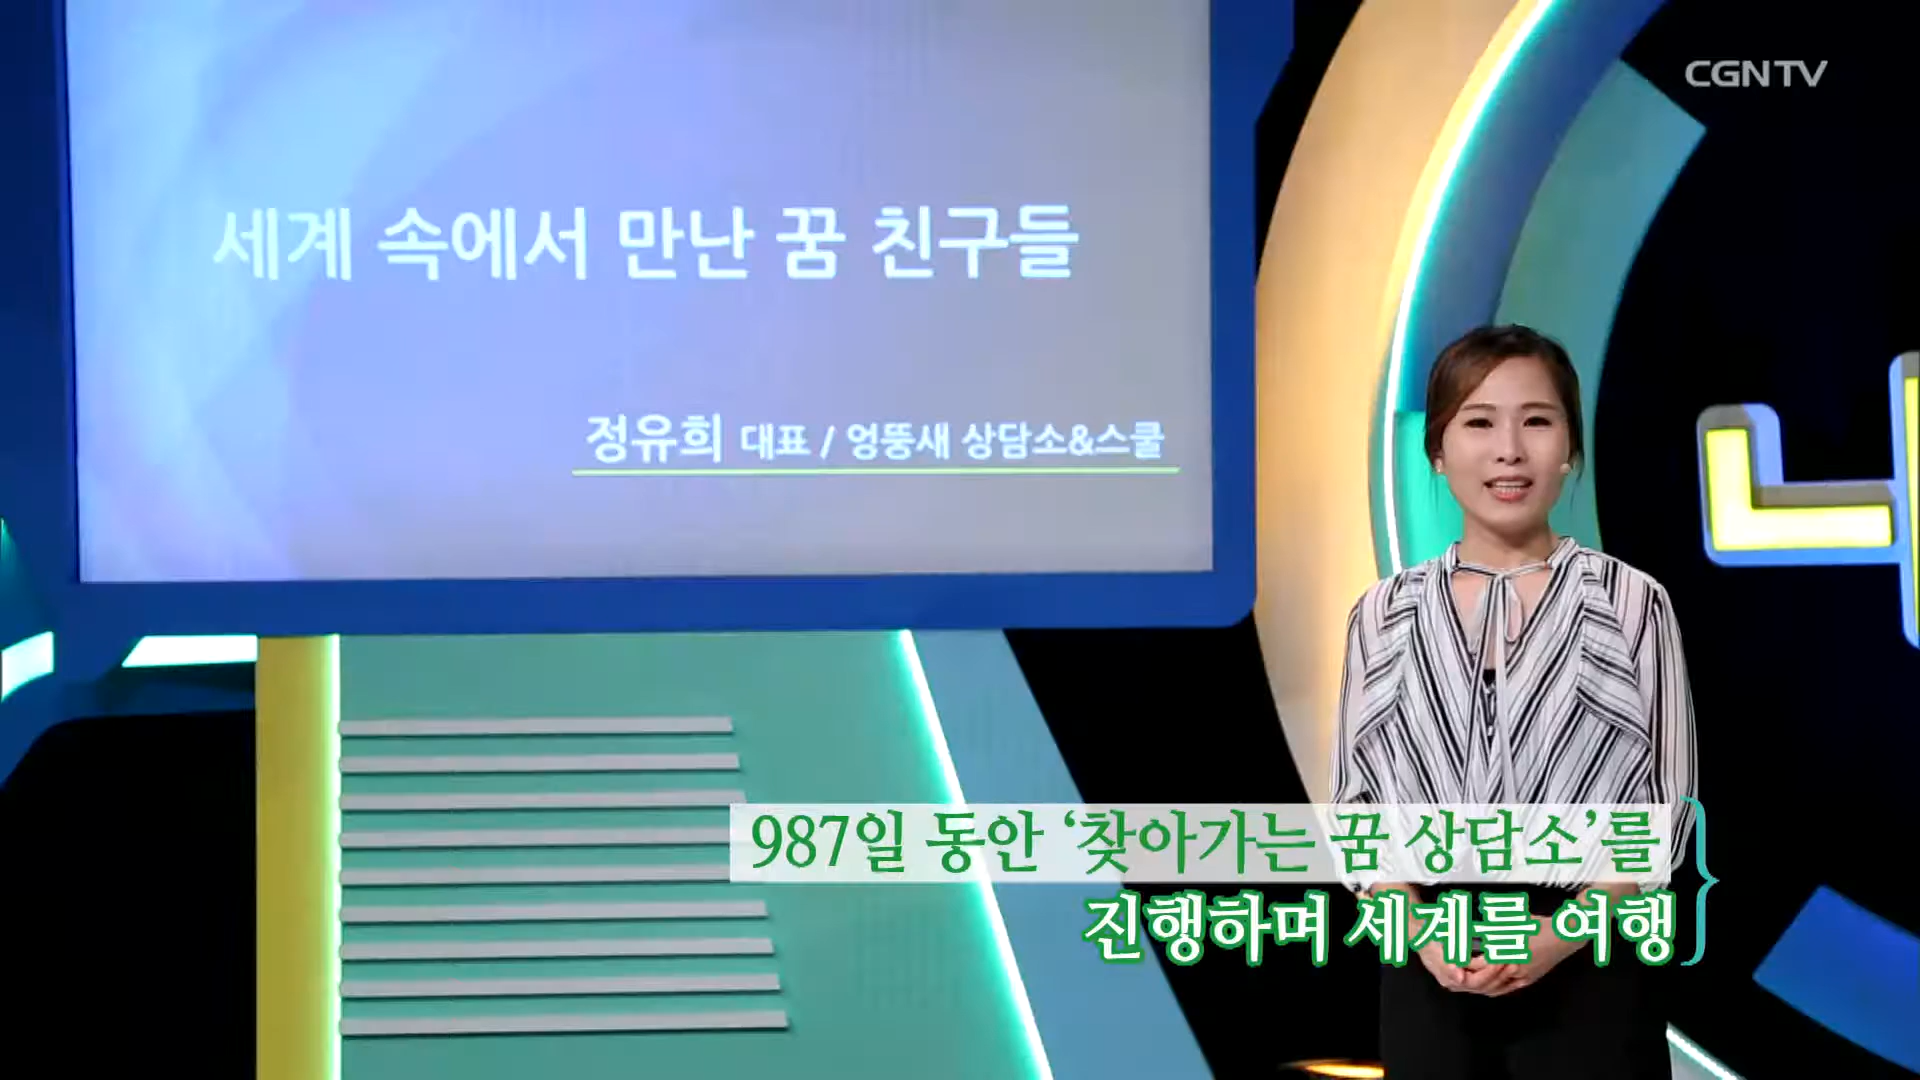 CGNTV
세계 속에서 만난 꿈 친구들
정유희 대표 / 엉뚱새 상담소&스쿨
987일 동안 ‘찾아가는 꿈 상담소’를
진행하며 세계를 여행